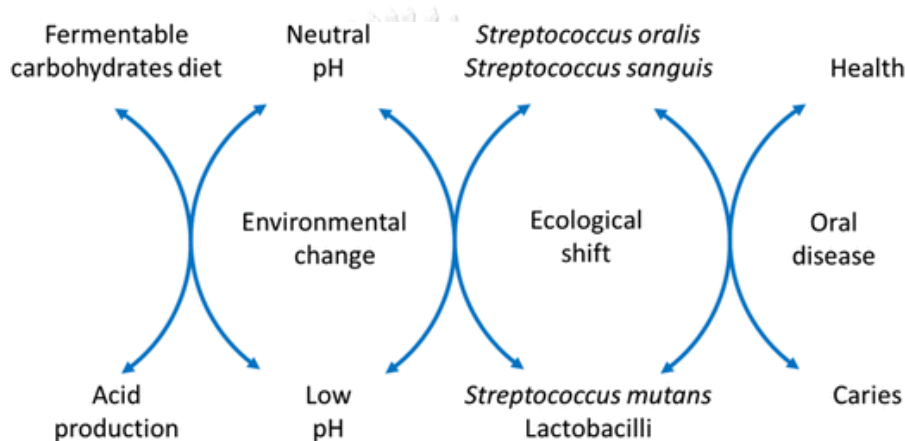 Fermentable
carbohydrates diet
Neutral
pH
Streptococcus oralis
Streptococcus sanguis
Health
Environmental
change
Ecological
shift
Oral
disease
Acid
production
Low
pH
Streptococcus mutans
Lactobacilli
Caries